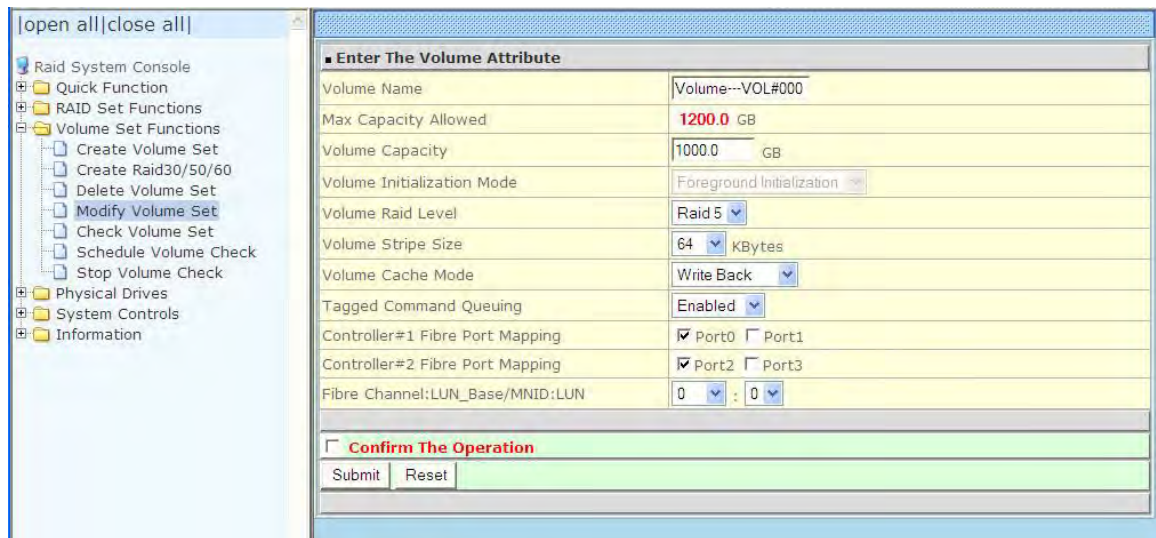 |open all|close all|
Raid System Console
Quick Function
RAID Set Functions
Volume Set Functions
Create Volume Set
Create Raid30/50/60
Delete Volume Set
Modify Volume Set
Check Volume Set
Schedule Volume Check
Stop Volume Check
Physical Drives
System Controls
Information
Enter The Volume Attribute
Volume Name Volume---VOL#000
Max Capacity Allowed 1200.0 GB
Volume Capacity 1000.0 GB
Volume Initialization Mode Foreground Initialization
Volume Raid Level Raid 5
Volume Stripe Size 64 KBytes
Volume Cache Mode Write Back
Tagged Command Queuing Enabled
Controller#1 Fibre Port Mapping Port0 Port1
Controller#2 Fibre Port Mapping Port2 Port3
Fibre Channel:LUN_Base/MNID:LUN 0 : 0
Confirm The Operation
Submit Reset